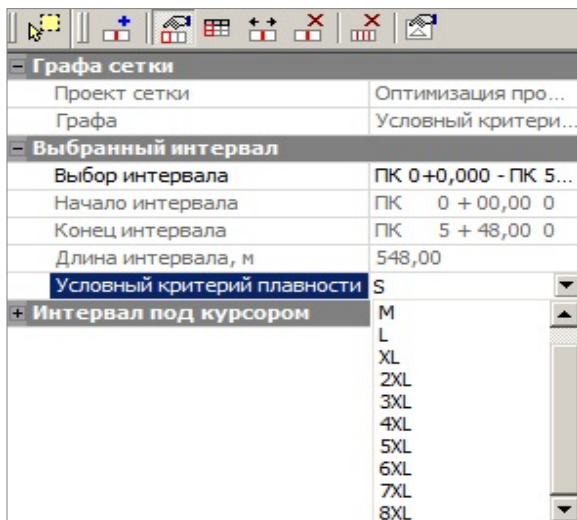 Графа сетки
Проект сетки Оптимизация про...
Графа Условный критери...
Выбранный интервал
Выбор интервала ПК 0+0,000 - ПК 5...
Начало интервала ПК 0 + 00,00 0
Конец интервала ПК 5 + 48,00 0
Длина интервала, м 548,00
Условный критерий плавности S
Интервал под курсором
M
L
XL
2XL
3XL
4XL
5XL
6XL
7XL
8XL